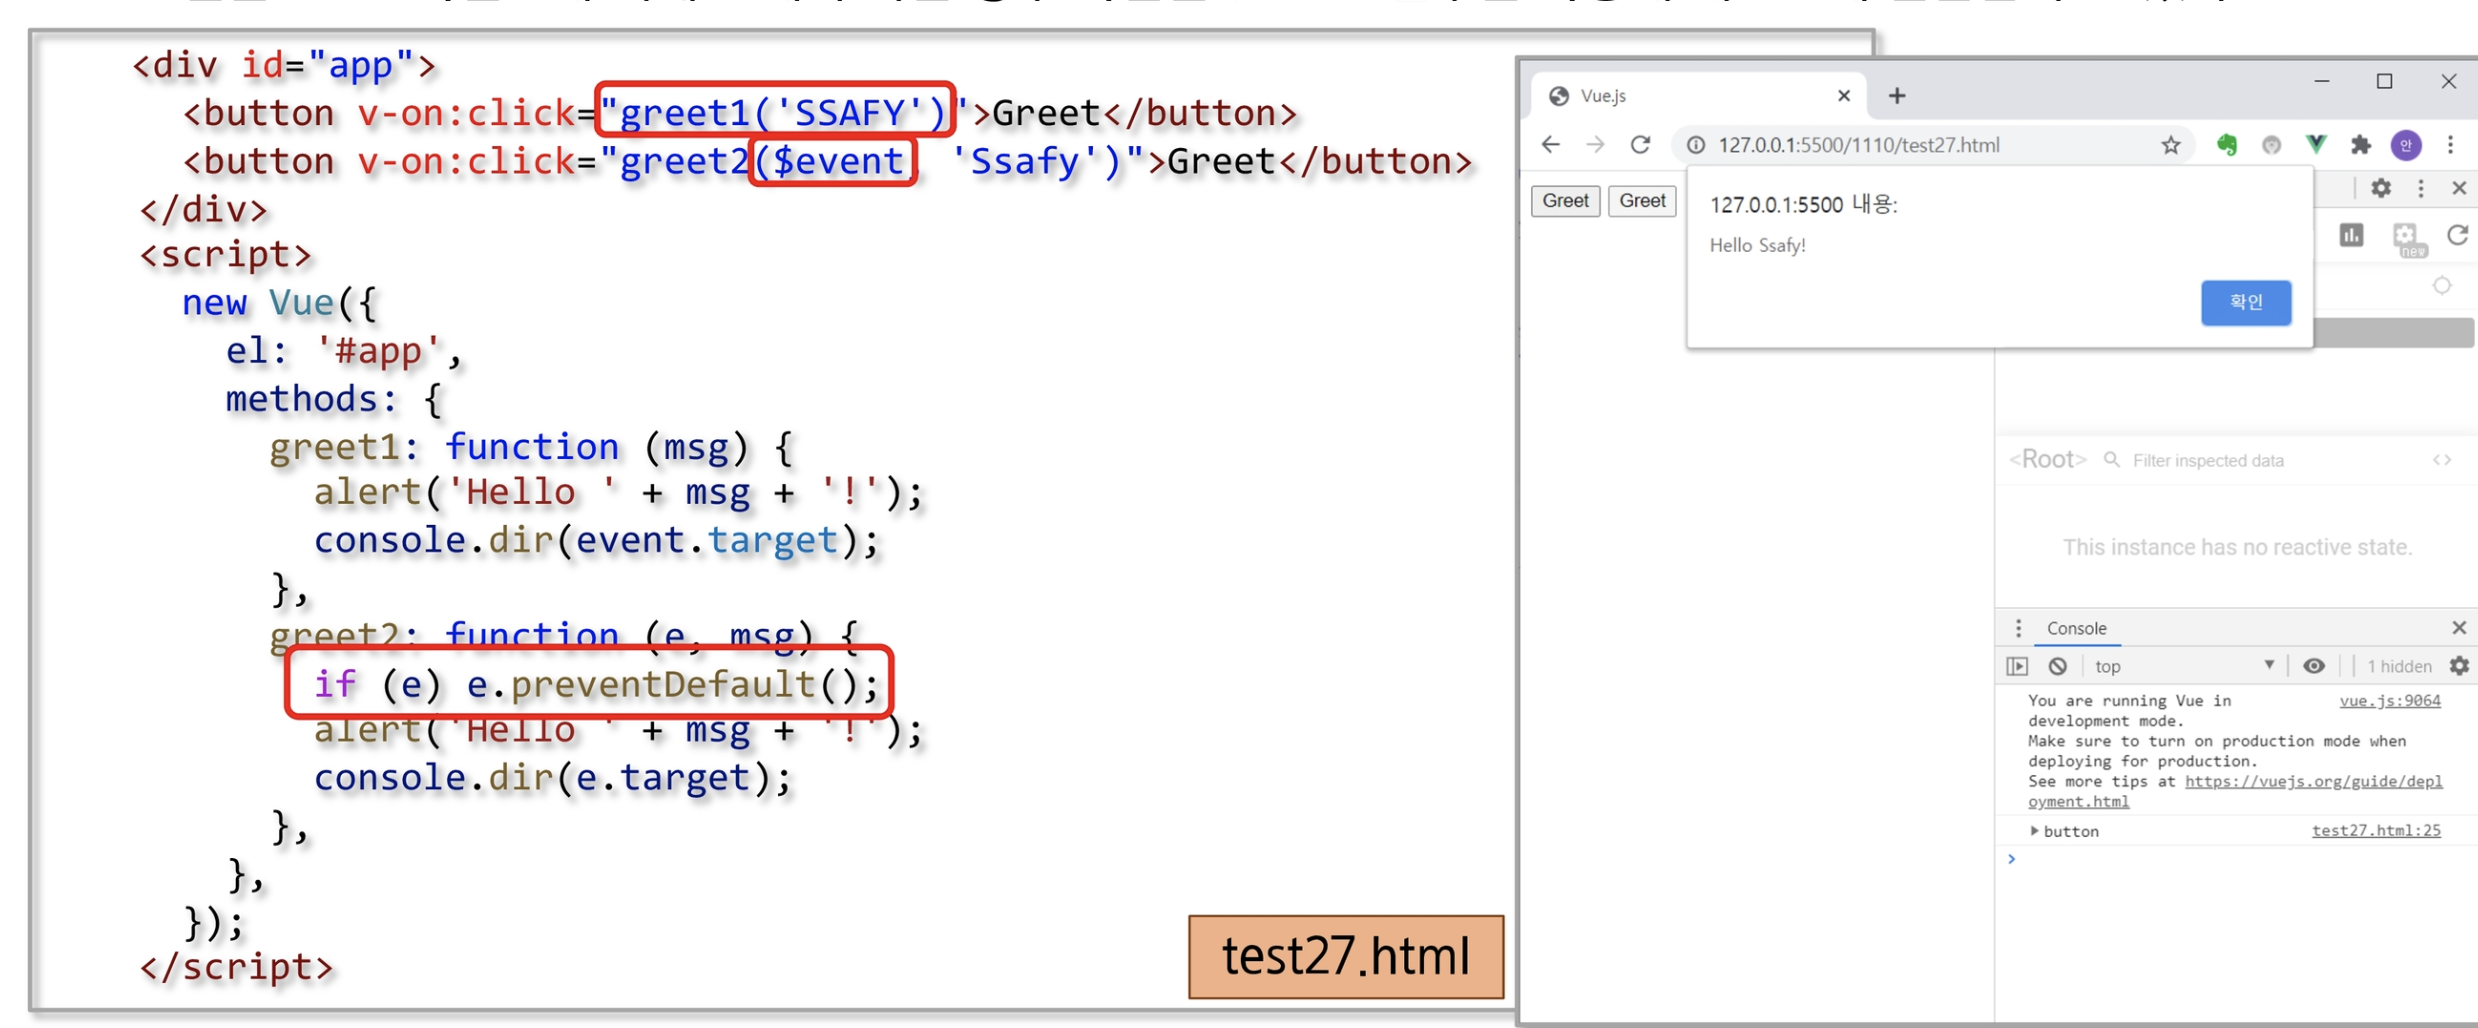 <div id="app">
<button v-on:click="greet1('SSAFY')">Greet</button>
<button v-on:click="greet2($event, 'Ssafy')">Greet</button>
</div>
<script>
new Vue({
el: '#app',
methods: {
greet1: function (msg) {
alert('Hello ' + msg + '!');
console.dir(event.target);
},
greet2: function (e, msg) {
if (e) e.preventDefault();
alert('Hello ' + msg + '!');
console.dir(e.target);
},
},
});
</script>
test27.html
Vue.js
127.0.0.1:5500/1110/test27.html
안
Greet Greet
127.0.0.1:5500 내용:
Hello Ssafy!
확인
new
<Root> Filter inspected data
This instance has no reactive state.
Console
top 1 hidden
You are running Vue in vue.js:9064
development mode.
Make sure to turn on production mode when
deploying for production.
See more tips at https://vuejs.org/guide/depl
oyment.html
button test27.html:25